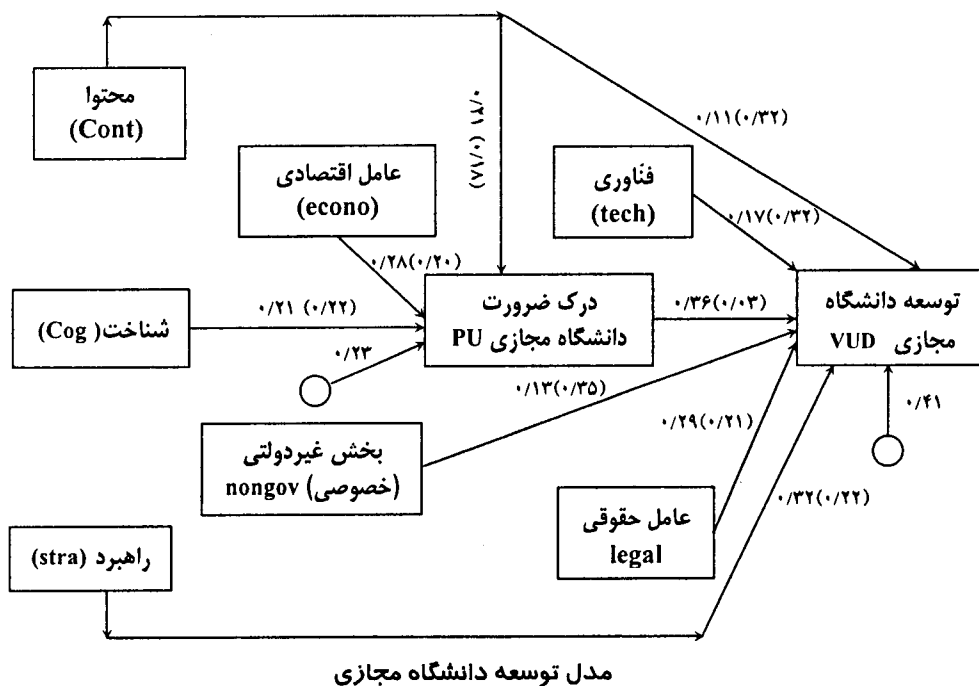 محتوا
(Cont)
۰/۲۱ (۰/۱۸)
۰/۱۱(۰/۳۲)
عامل اقتصادی
(econo)
فنّاوری
(tech)
۰/۱۷(۰/۳۲)
۰/۲۸(۰/۲۰)
شناخت( Cog)
۰/۲۱ (۰/۲۲)
درک ضرورت
دانشگاه مجازی PU
۰/۳۶(۰/۰۳)
توسعه دانشگاه
مجازی VUD
۰/۲۳
۰/۱۳(۰/۳۵)
۰/۲۹(۰/۲۱)
۰/۴۱
بخش غیردولتی
(خصوصی) nongov
۰/۳۲(۰/۲۲)
عامل حقوقی
legal
راهبرد (stra)
مدل توسعه دانشگاه مجازی